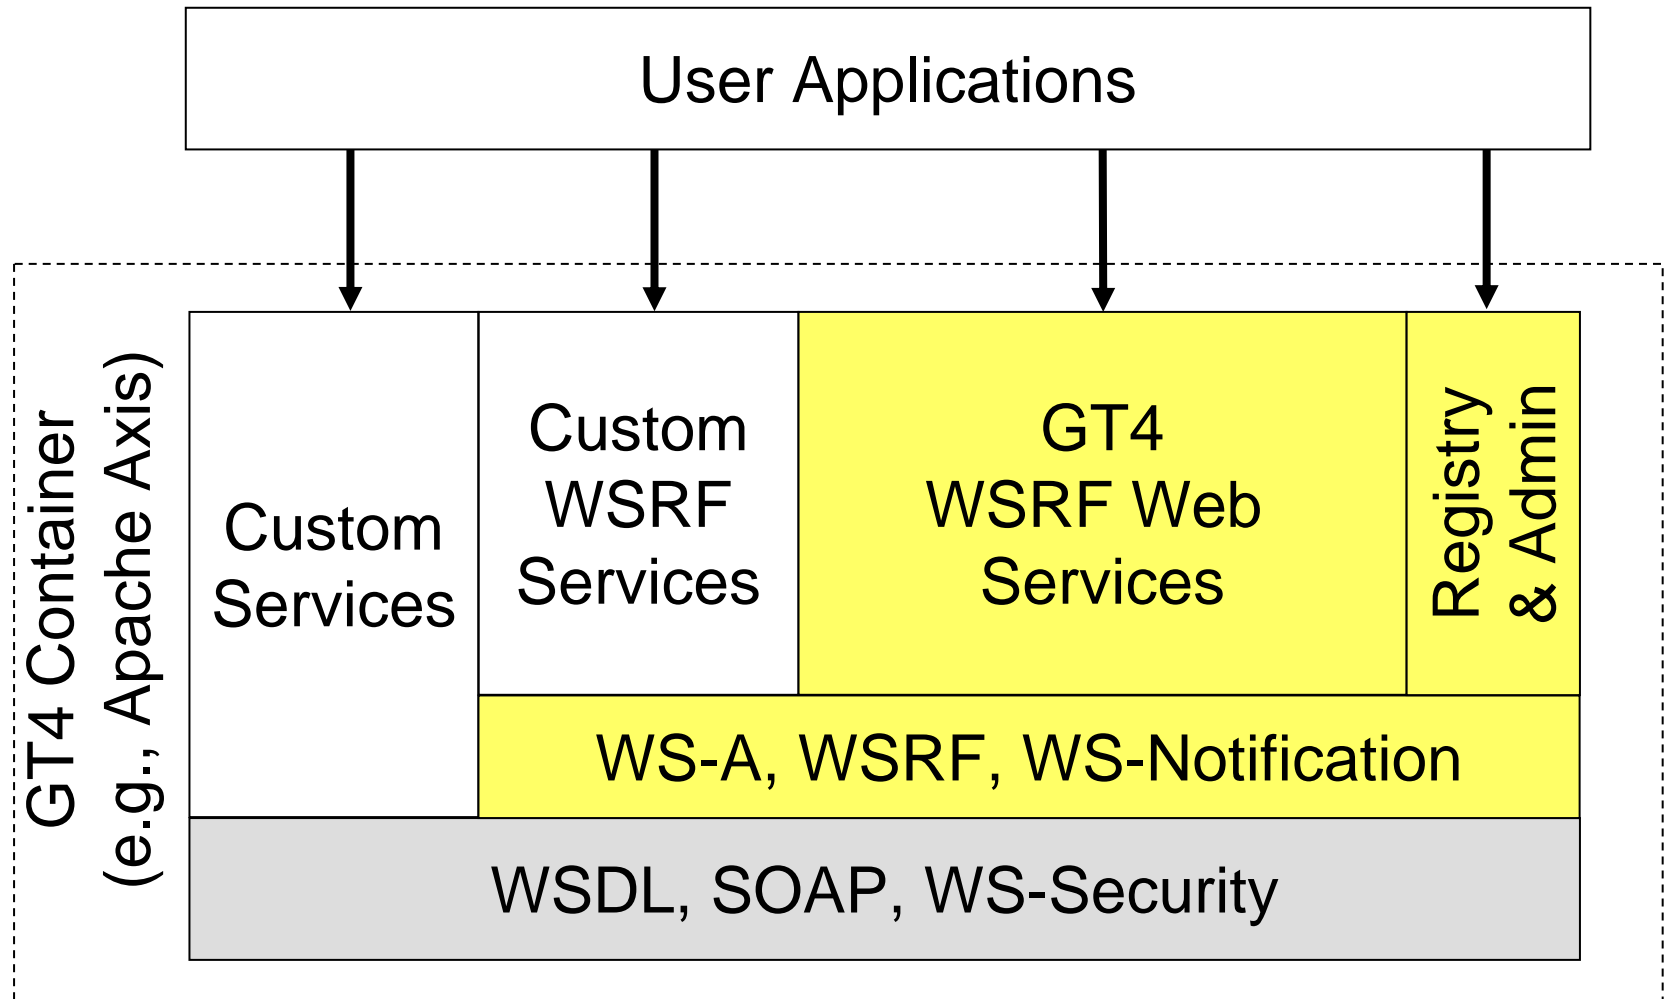 User Applications
GT4 Container
(e.g., Apache Axis)
Custom
Services
Custom
WSRF
Services
GT4
WSRF Web
Services
Registry
& Admin
WS-A, WSRF, WS-Notification
WSDL, SOAP, WS-Security